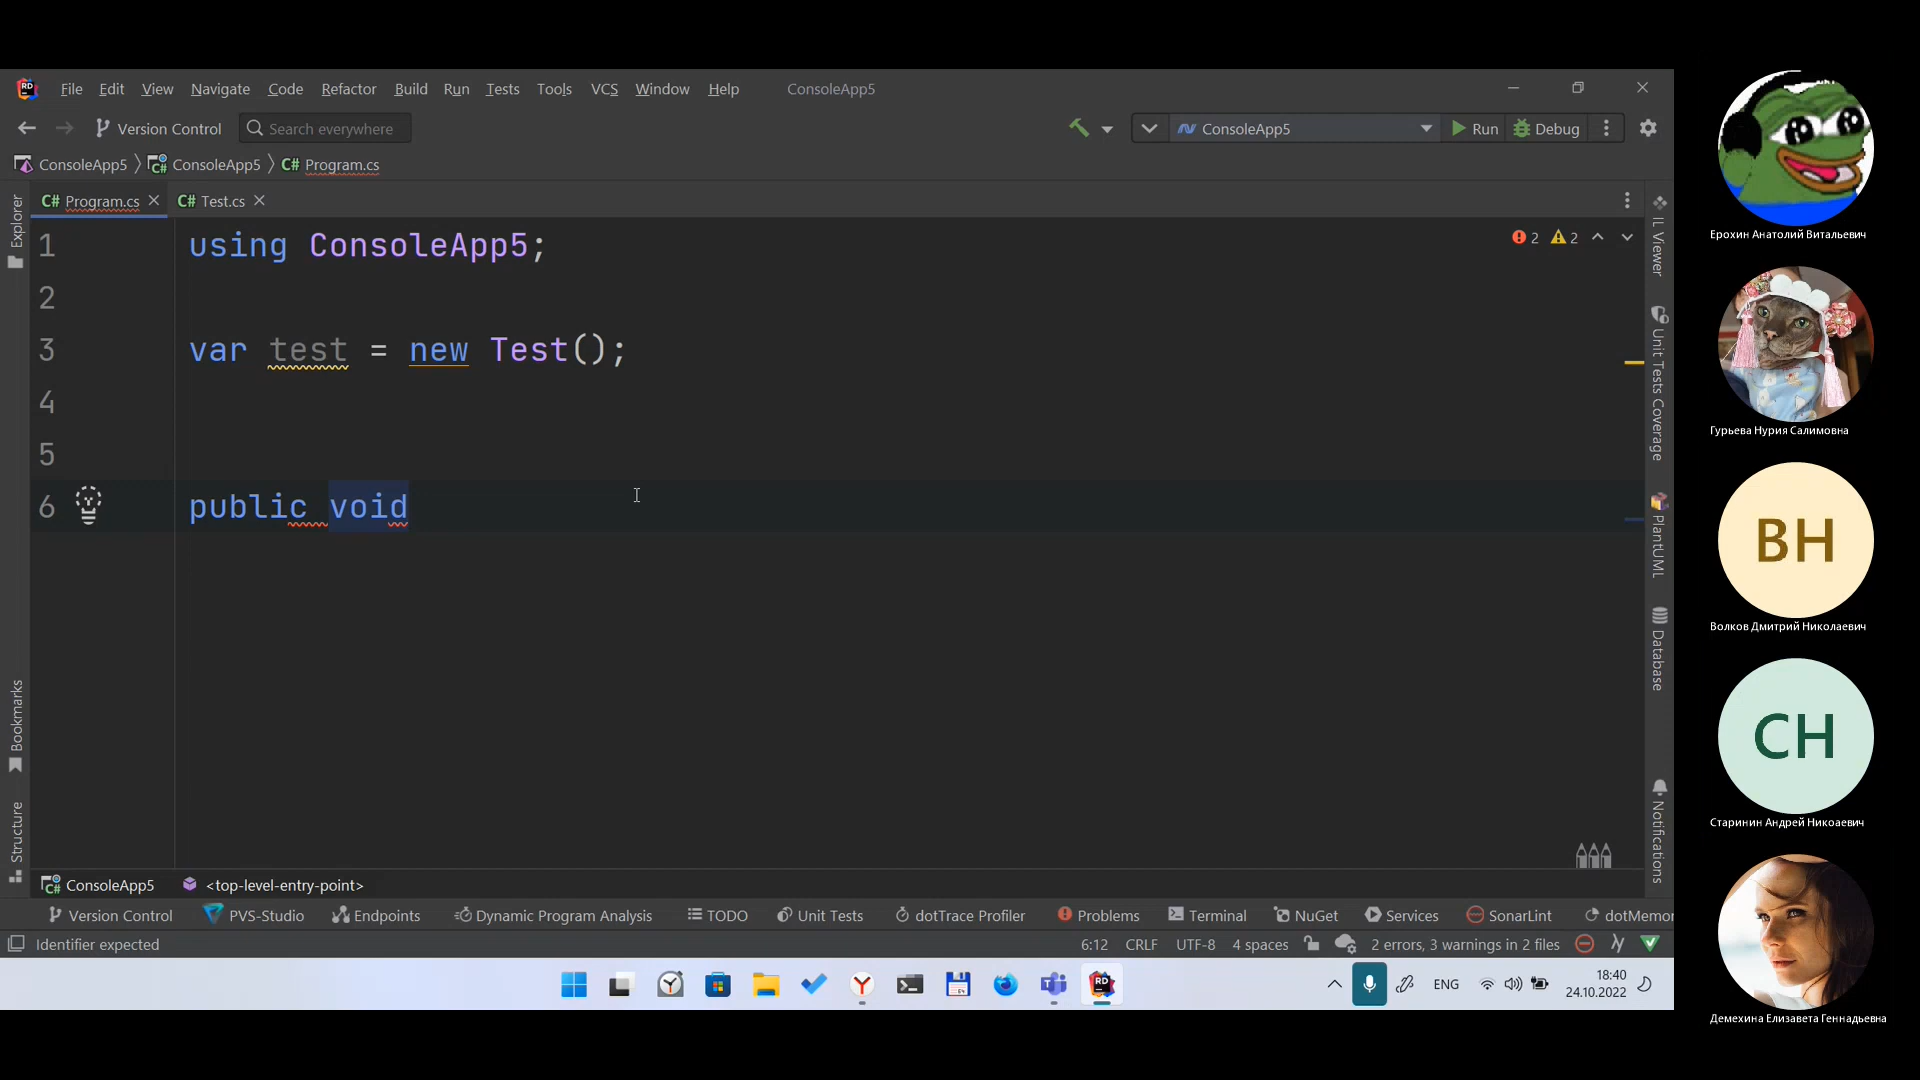 File Edit View Navigate Code Refactor Build Run Tests Tools VCS Window Help ConsoleApp5
Version Control Search everywhere ConsoleApp5 Run Debug
ConsoleApp5 ConsoleApp5 C# Program.cs
C# Program.cs C# Test.cs
Explorer
Bookmarks
Structure
1 using ConsoleApp5;
2
3 var test = new Test();
4
5
6 public void
2 2
IL Viewer
Unit Tests Coverage
PlantUML
Database
Notifications
ConsoleApp5 <top-level-entry-point>
Version Control PVS-Studio Endpoints Dynamic Program Analysis TODO Unit Tests dotTrace Profiler Problems Terminal NuGet Services SonarLint dotMemor
Identifier expected 6:12 CRLF UTF-8 4 spaces 2 errors, 3 warnings in 2 files
ENG 18:40
24.10.2022
Ерохин Анатолий Витальевич
Гурьева Нурия Салимовна
ВН
Волков Дмитрий Николаевич
СН
Старинин Андрей Никоаевич
Демехина Елизавета Геннадьевна